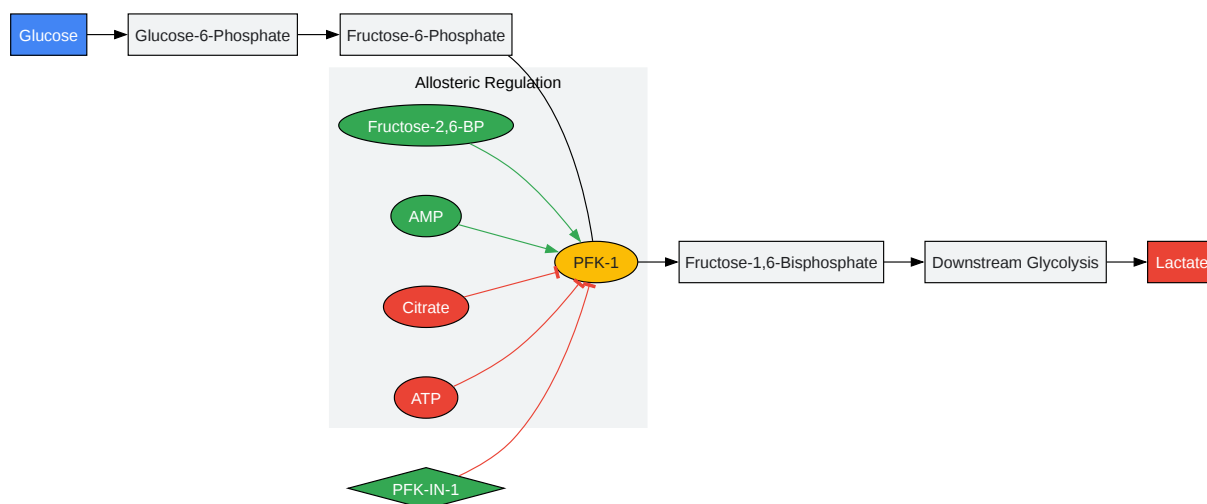 Glucose
Glucose-6-Phosphate
Fructose-6-Phosphate
Allosteric Regulation
Fructose-2,6-BP
AMP
PFK-1
Fructose-1,6-Bisphosphate
Downstream Glycolysis
Lactate
Citrate
ATP
PFK-IN-1